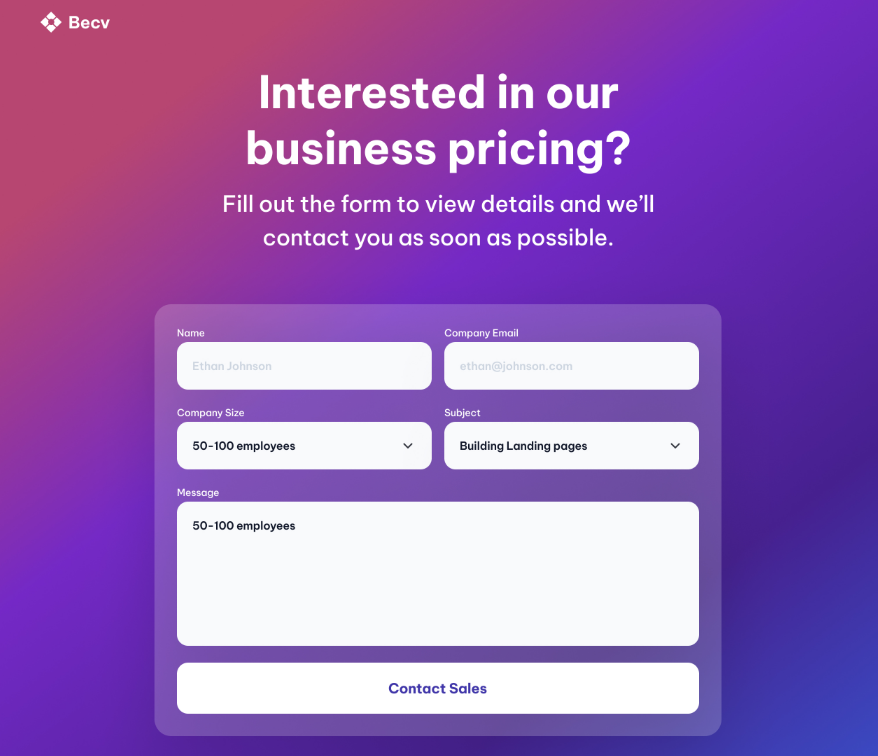 Becv
Interested in our
business pricing?
Fill out the form to view details and we’ll
contact you as soon as possible.
Name
Company Email
Ethan Johnson
ethan@johnson.com
Company Size
Subject
50-100 employees
Building Landing pages
Message
50-100 employees
Contact Sales